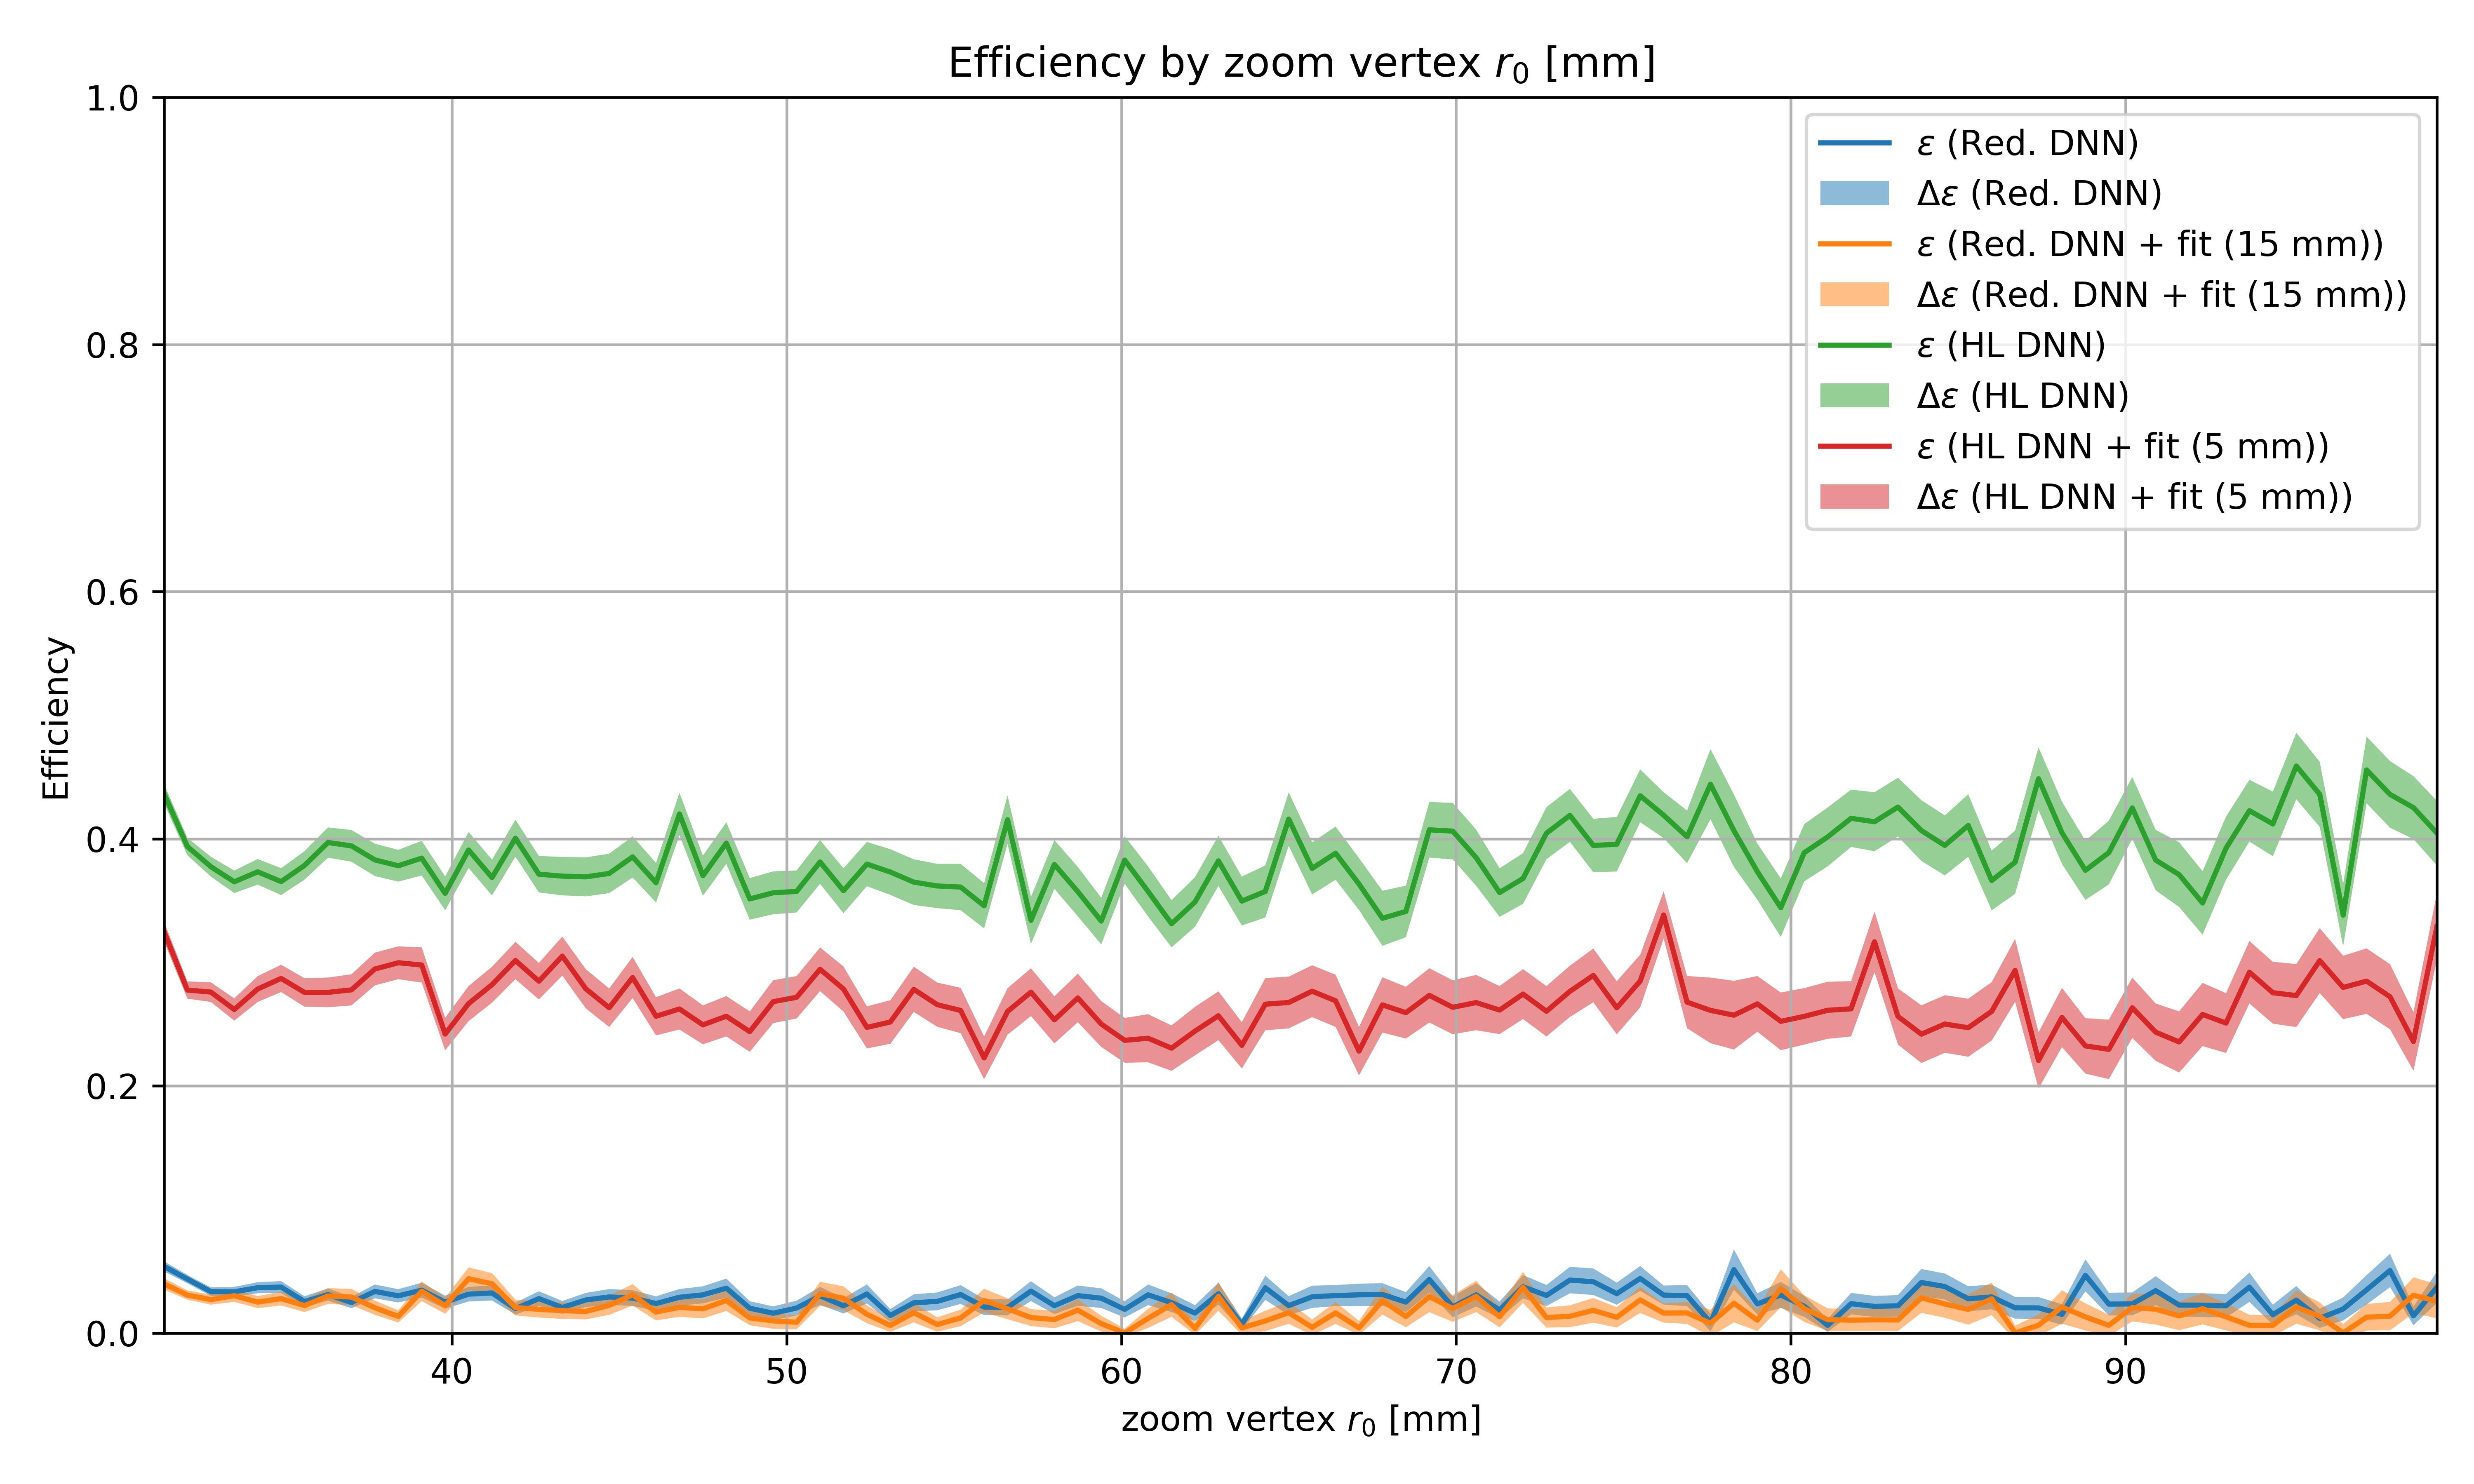 Efficiency by zoom vertex r₀ [mm]
1.0
0.8
0.6
0.4
0.2
0.0
Efficiency
ε (Red. DNN)
Δε (Red. DNN)
ε (Red. DNN + fit (15 mm))
Δε (Red. DNN + fit (15 mm))
ε (HL DNN)
Δε (HL DNN)
ε (HL DNN + fit (5 mm))
Δε (HL DNN + fit (5 mm))
40 50 60 70 80 90
zoom vertex r₀ [mm]